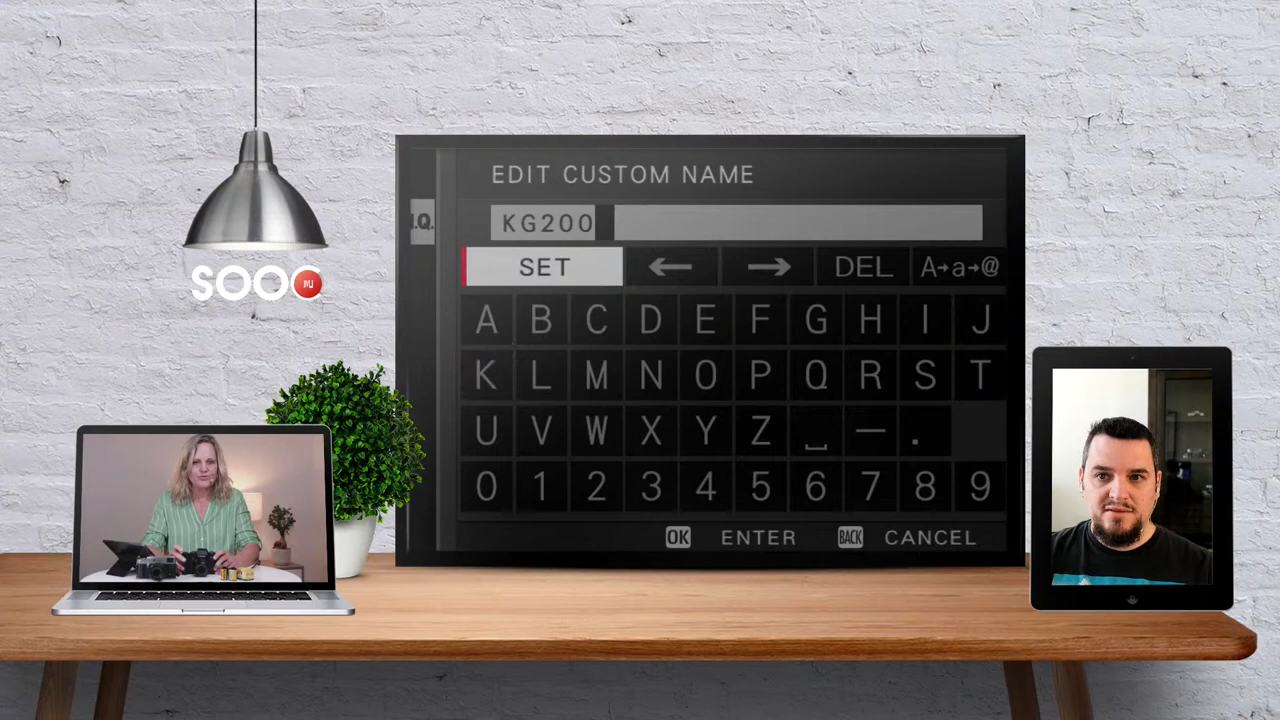 EDIT CUSTOM NAME
I.Q.
KG200
SET ← → DEL A→a→@
A B C D E F G H I J
K L M N O P Q R S T
U V W X Y Z ␣ — .
0 1 2 3 4 5 6 7 8 9
OK ENTER BACK CANCEL
SOOC